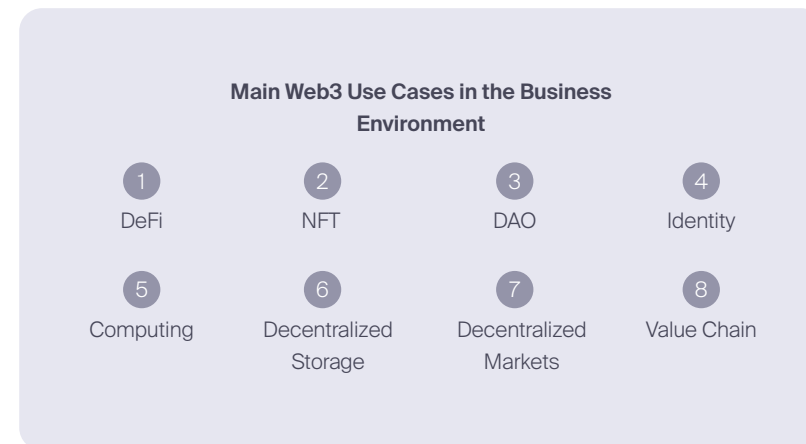 Main Web3 Use Cases in the Business
Environment
1
DeFi
2
NFT
3
DAO
4
Identity
5
Computing
6
Decentralized
Storage
7
Decentralized
Markets
8
Value Chain